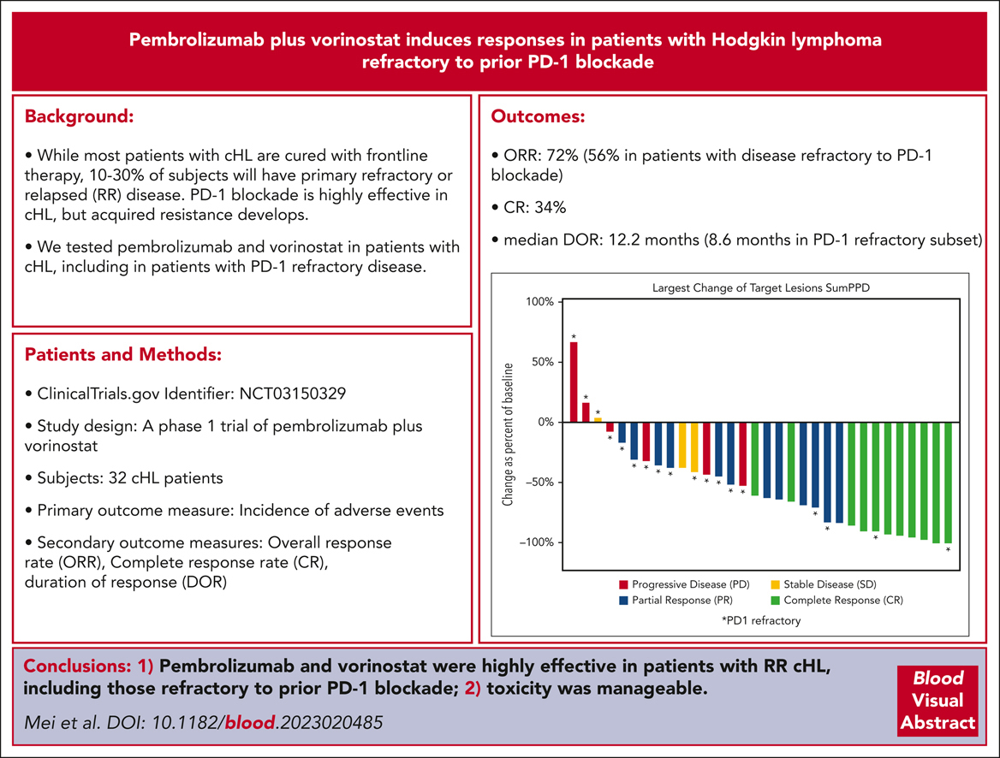 Pembrolizumab plus vorinostat induces responses in patients with Hodgkin lymphoma
refractory to prior PD-1 blockade
Background:
• While most patients with cHL are cured with frontline
therapy, 10-30% of subjects will have primary refractory or
relapsed (RR) disease. PD-1 blockade is highly effective in
cHL, but acquired resistance develops.
• We tested pembrolizumab and vorinostat in patients with
cHL, including in patients with PD-1 refractory disease.
Patients and Methods:
• ClinicalTrials.gov Identifier: NCT03150329
• Study design: A phase 1 trial of pembrolizumab plus
vorinostat
• Subjects: 32 cHL patients
• Primary outcome measure: Incidence of adverse events
• Secondary outcome measures: Overall response
rate (ORR), Complete response rate (CR),
duration of response (DOR)
Outcomes:
• ORR: 72% (56% in patients with disease refractory to PD-1
blockade)
• CR: 34%
• median DOR: 12.2 months (8.6 months in PD-1 refractory subset)
Largest Change of Target Lesions SumPPD
Change as percent of baseline
100%
50%
0%
–50%
–100%
Progressive Disease (PD)
Stable Disease (SD)
Partial Response (PR)
Complete Response (CR)
*PD1 refractory
Conclusions: 1) Pembrolizumab and vorinostat were highly effective in patients with RR cHL,
including those refractory to prior PD-1 blockade; 2) toxicity was manageable.
Mei et al. DOI: 10.1182/blood.2023020485
Blood
Visual
Abstract